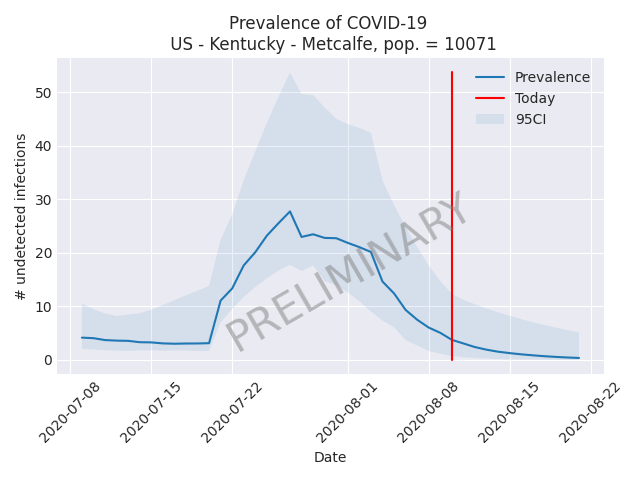 Prevalence of COVID-19
US - Kentucky - Metcalfe, pop. = 10071
# undetected infections
50
40
30
20
10
0
Prevalence
Today
95CI
PRELIMINARY
2020-07-08
2020-07-15
2020-07-22
2020-08-01
2020-08-08
2020-08-15
2020-08-22
Date